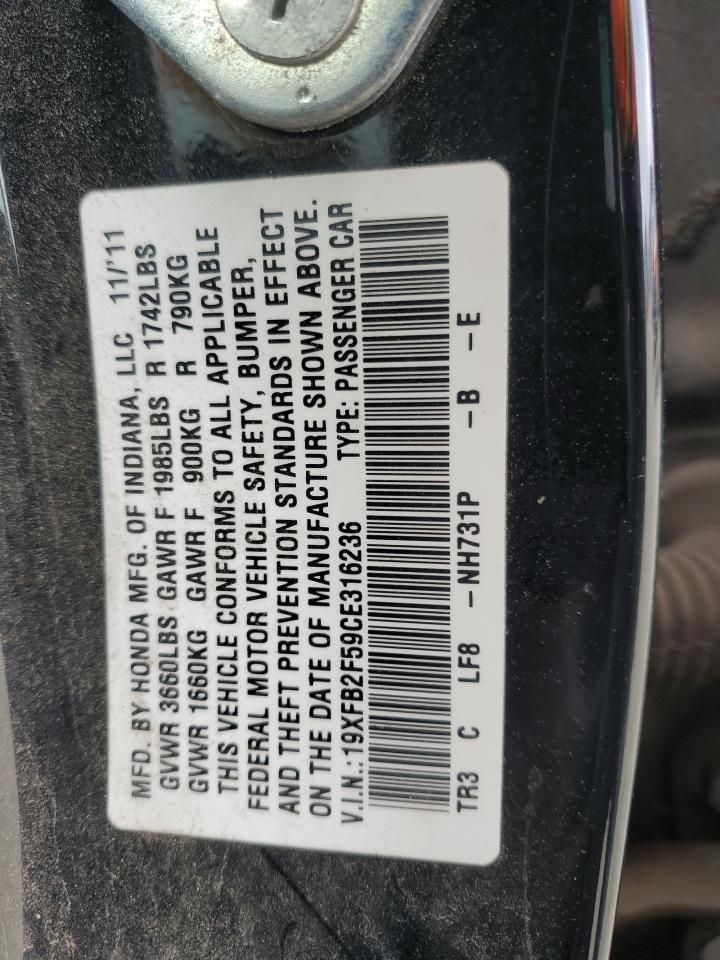 MFD. BY HONDA MFG. OF INDIANA, LLC 11/'11
GVWR 3660LBS GAWR F 1985LBS R 1742LBS
GVWR 1660KG GAWR F 900KG R 790KG
THIS VEHICLE CONFORMS TO ALL APPLICABLE
FEDERAL MOTOR VEHICLE SAFETY, BUMPER,
AND THEFT PREVENTION STANDARDS IN EFFECT
ON THE DATE OF MANUFACTURE SHOWN ABOVE.
V.I.N.:19XFB2F59CE316236 TYPE: PASSENGER CAR
TR3 C LF8 -NH731P -B -E